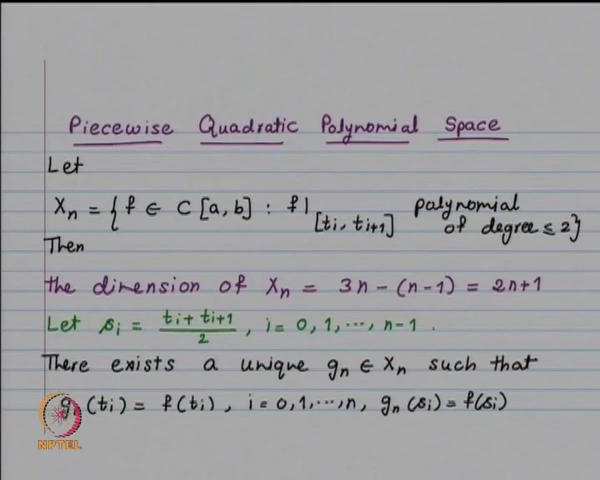 Piecewise Quadratic Polynomial Space
Let
Xn = { f ∈ C [a, b] : f| [ti, ti+1] polynomial of degree ≤ 2}
Then
the dimension of Xn = 3n - (n-1) = 2n+1
Let si = (ti + ti+1)/2 , i = 0, 1, ..., n-1 .
There exists a unique gn ∈ Xn such that
gn (ti) = f(ti) , i = 0, 1, ..., n, gn (si) = f(si)
NPTEL